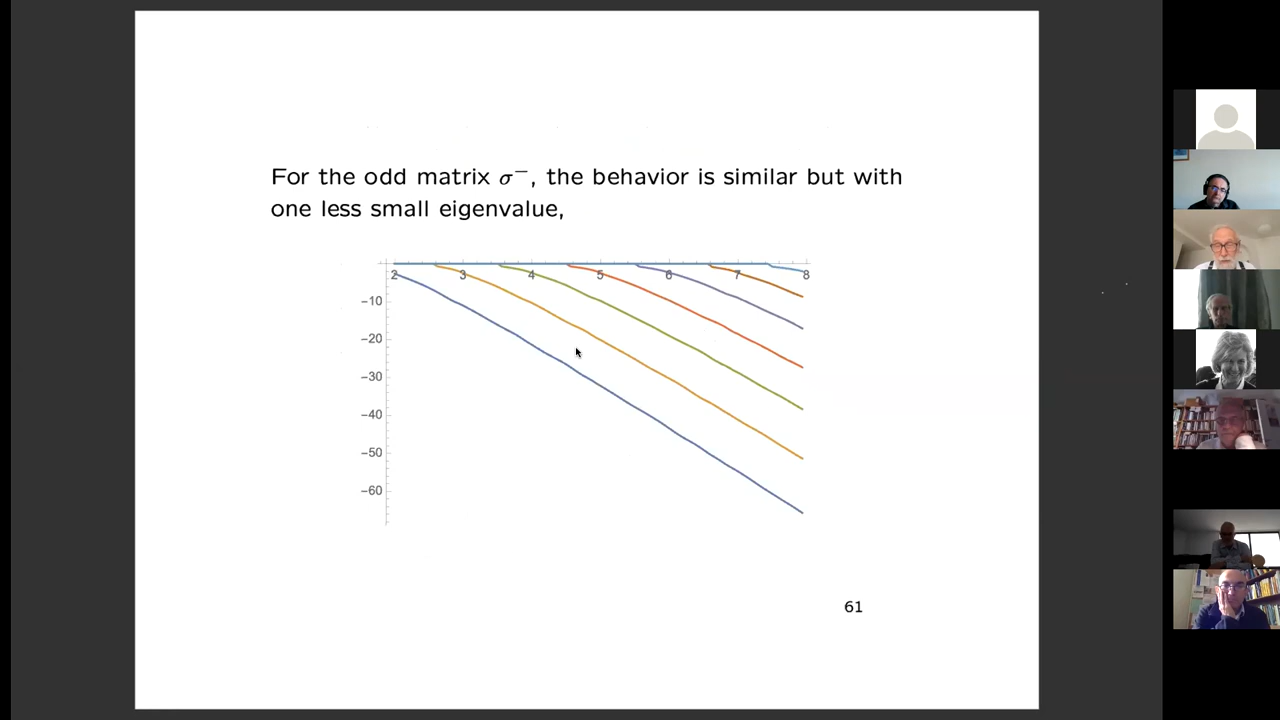 For the odd matrix σ⁻, the behavior is similar but with
one less small eigenvalue,
2 3 4 5 6 7 8
−10
−20
−30
−40
−50
−60
61